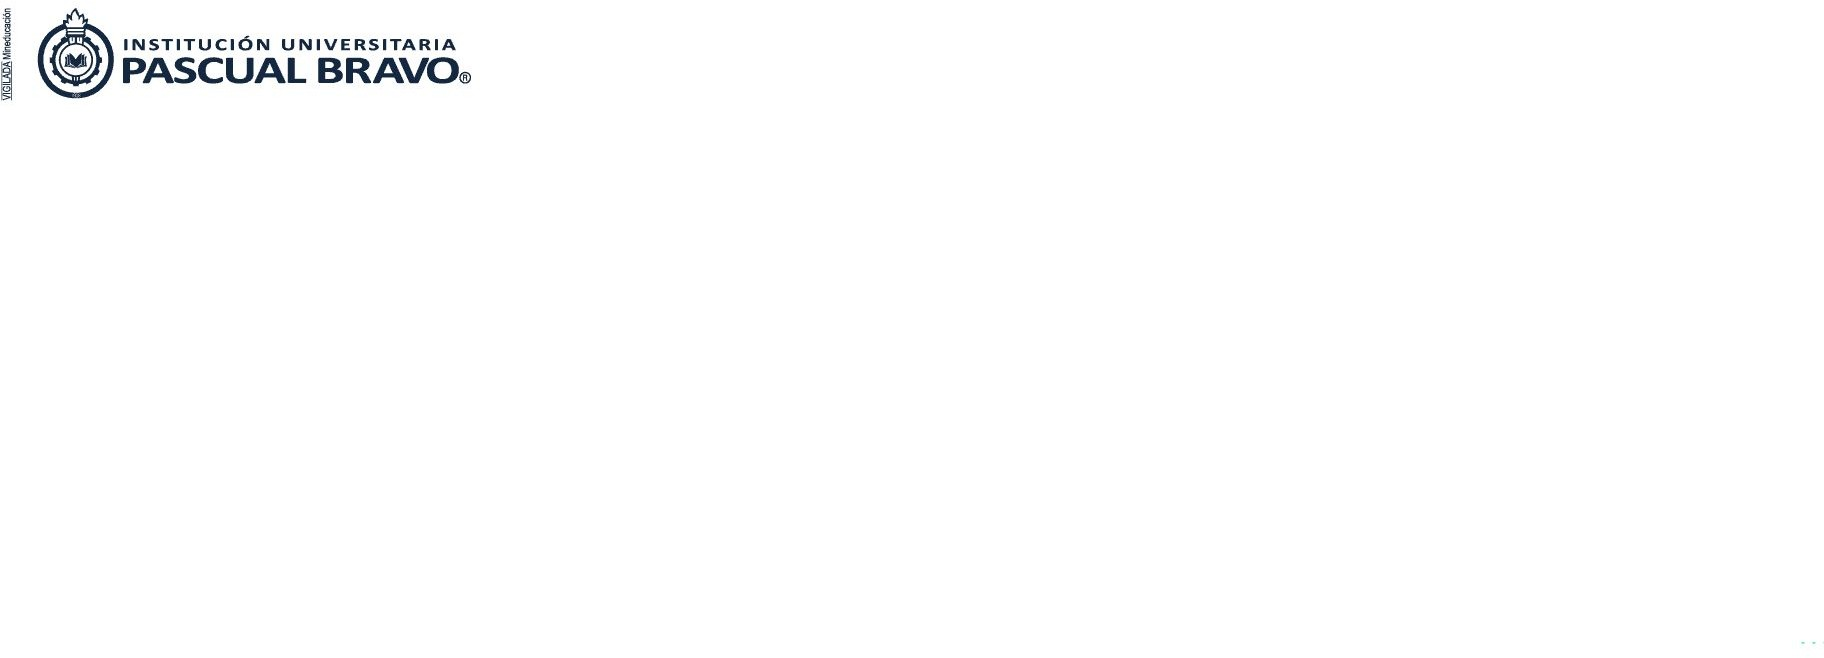 VIGILADA Mineducación
INSTITUCIÓN UNIVERSITARIA
PASCUAL BRAVO®